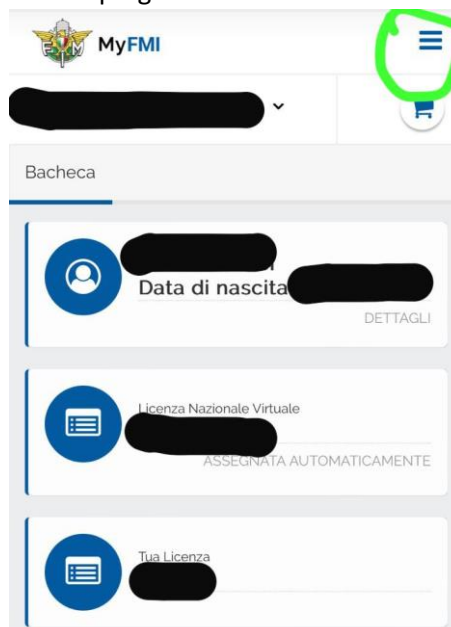 MyFMI
Bacheca
Data di nascita
DETTAGLI
Licenza Nazionale Virtuale
ASSEGNATA AUTOMATICAMENTE
Tua Licenza